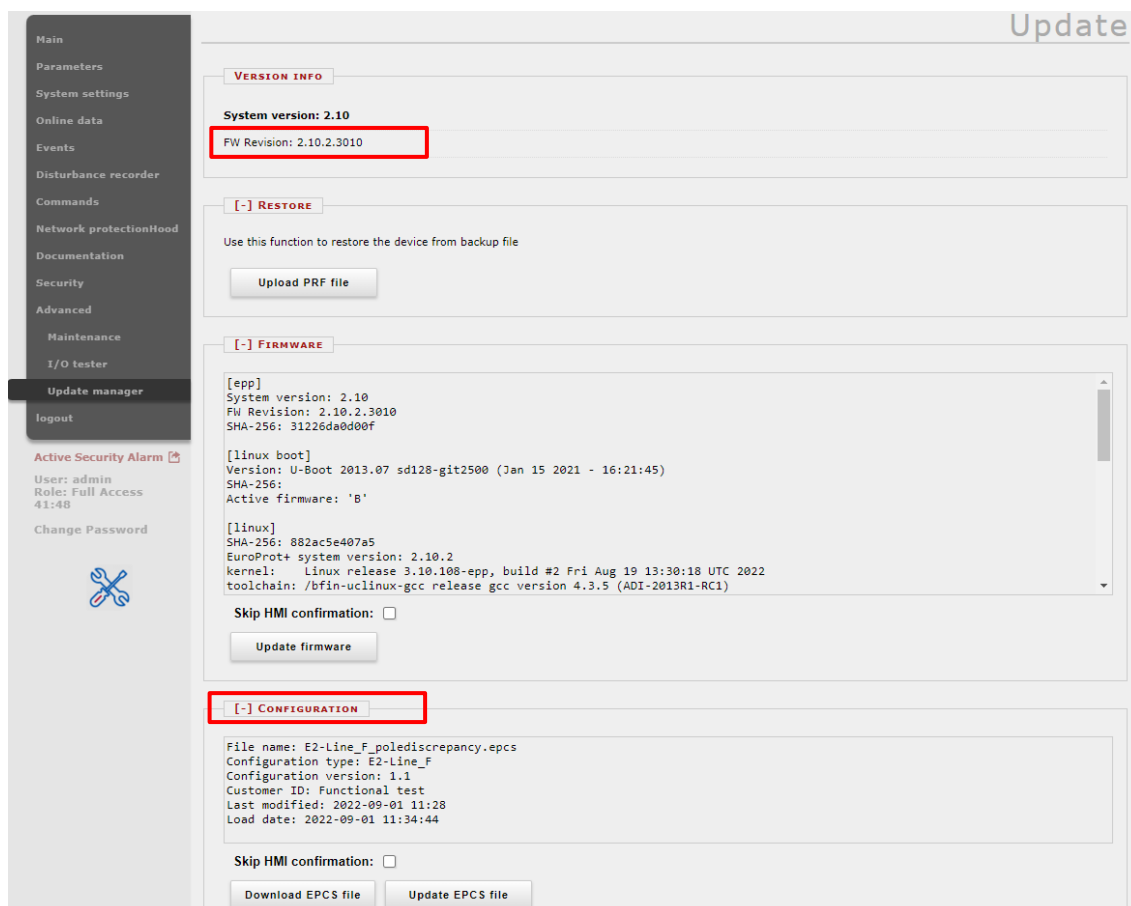 Update
Main
Parameters
System settings
Online data
Events
Disturbance recorder
Commands
Network protectionHood
Documentation
Security
Advanced
Maintenance
I/O tester
Update manager
logout
Active Security Alarm
User: admin
Role: Full Access
41:48
Change Password
VERSION INFO
System version: 2.10
FW Revision: 2.10.2.3010
[-] RESTORE
Use this function to restore the device from backup file
Upload PRF file
[-] FIRMWARE
[epp]
System version: 2.10
FW Revision: 2.10.2.3010
SHA-256: 31226da0d00f
[linux boot]
Version: U-Boot 2013.07 sd128-git2500 (Jan 15 2021 - 16:21:45)
SHA-256:
Active firmware: 'B'
[linux]
SHA-256: 882ac5e407a5
EuroProt+ system version: 2.10.2
kernel: Linux release 3.10.108-epp, build #2 Fri Aug 19 13:30:18 UTC 2022
toolchain: /bfin-uclinux-gcc release gcc version 4.3.5 (ADI-2013R1-RC1)
Skip HMI confirmation:
Update firmware
[-] CONFIGURATION
File name: E2-Line_F_polediscrepancy.epcs
Configuration type: E2-Line_F
Configuration version: 1.1
Customer ID: Functional test
Last modified: 2022-09-01 11:28
Load date: 2022-09-01 11:34:44
Skip HMI confirmation:
Download EPCS file
Update EPCS file